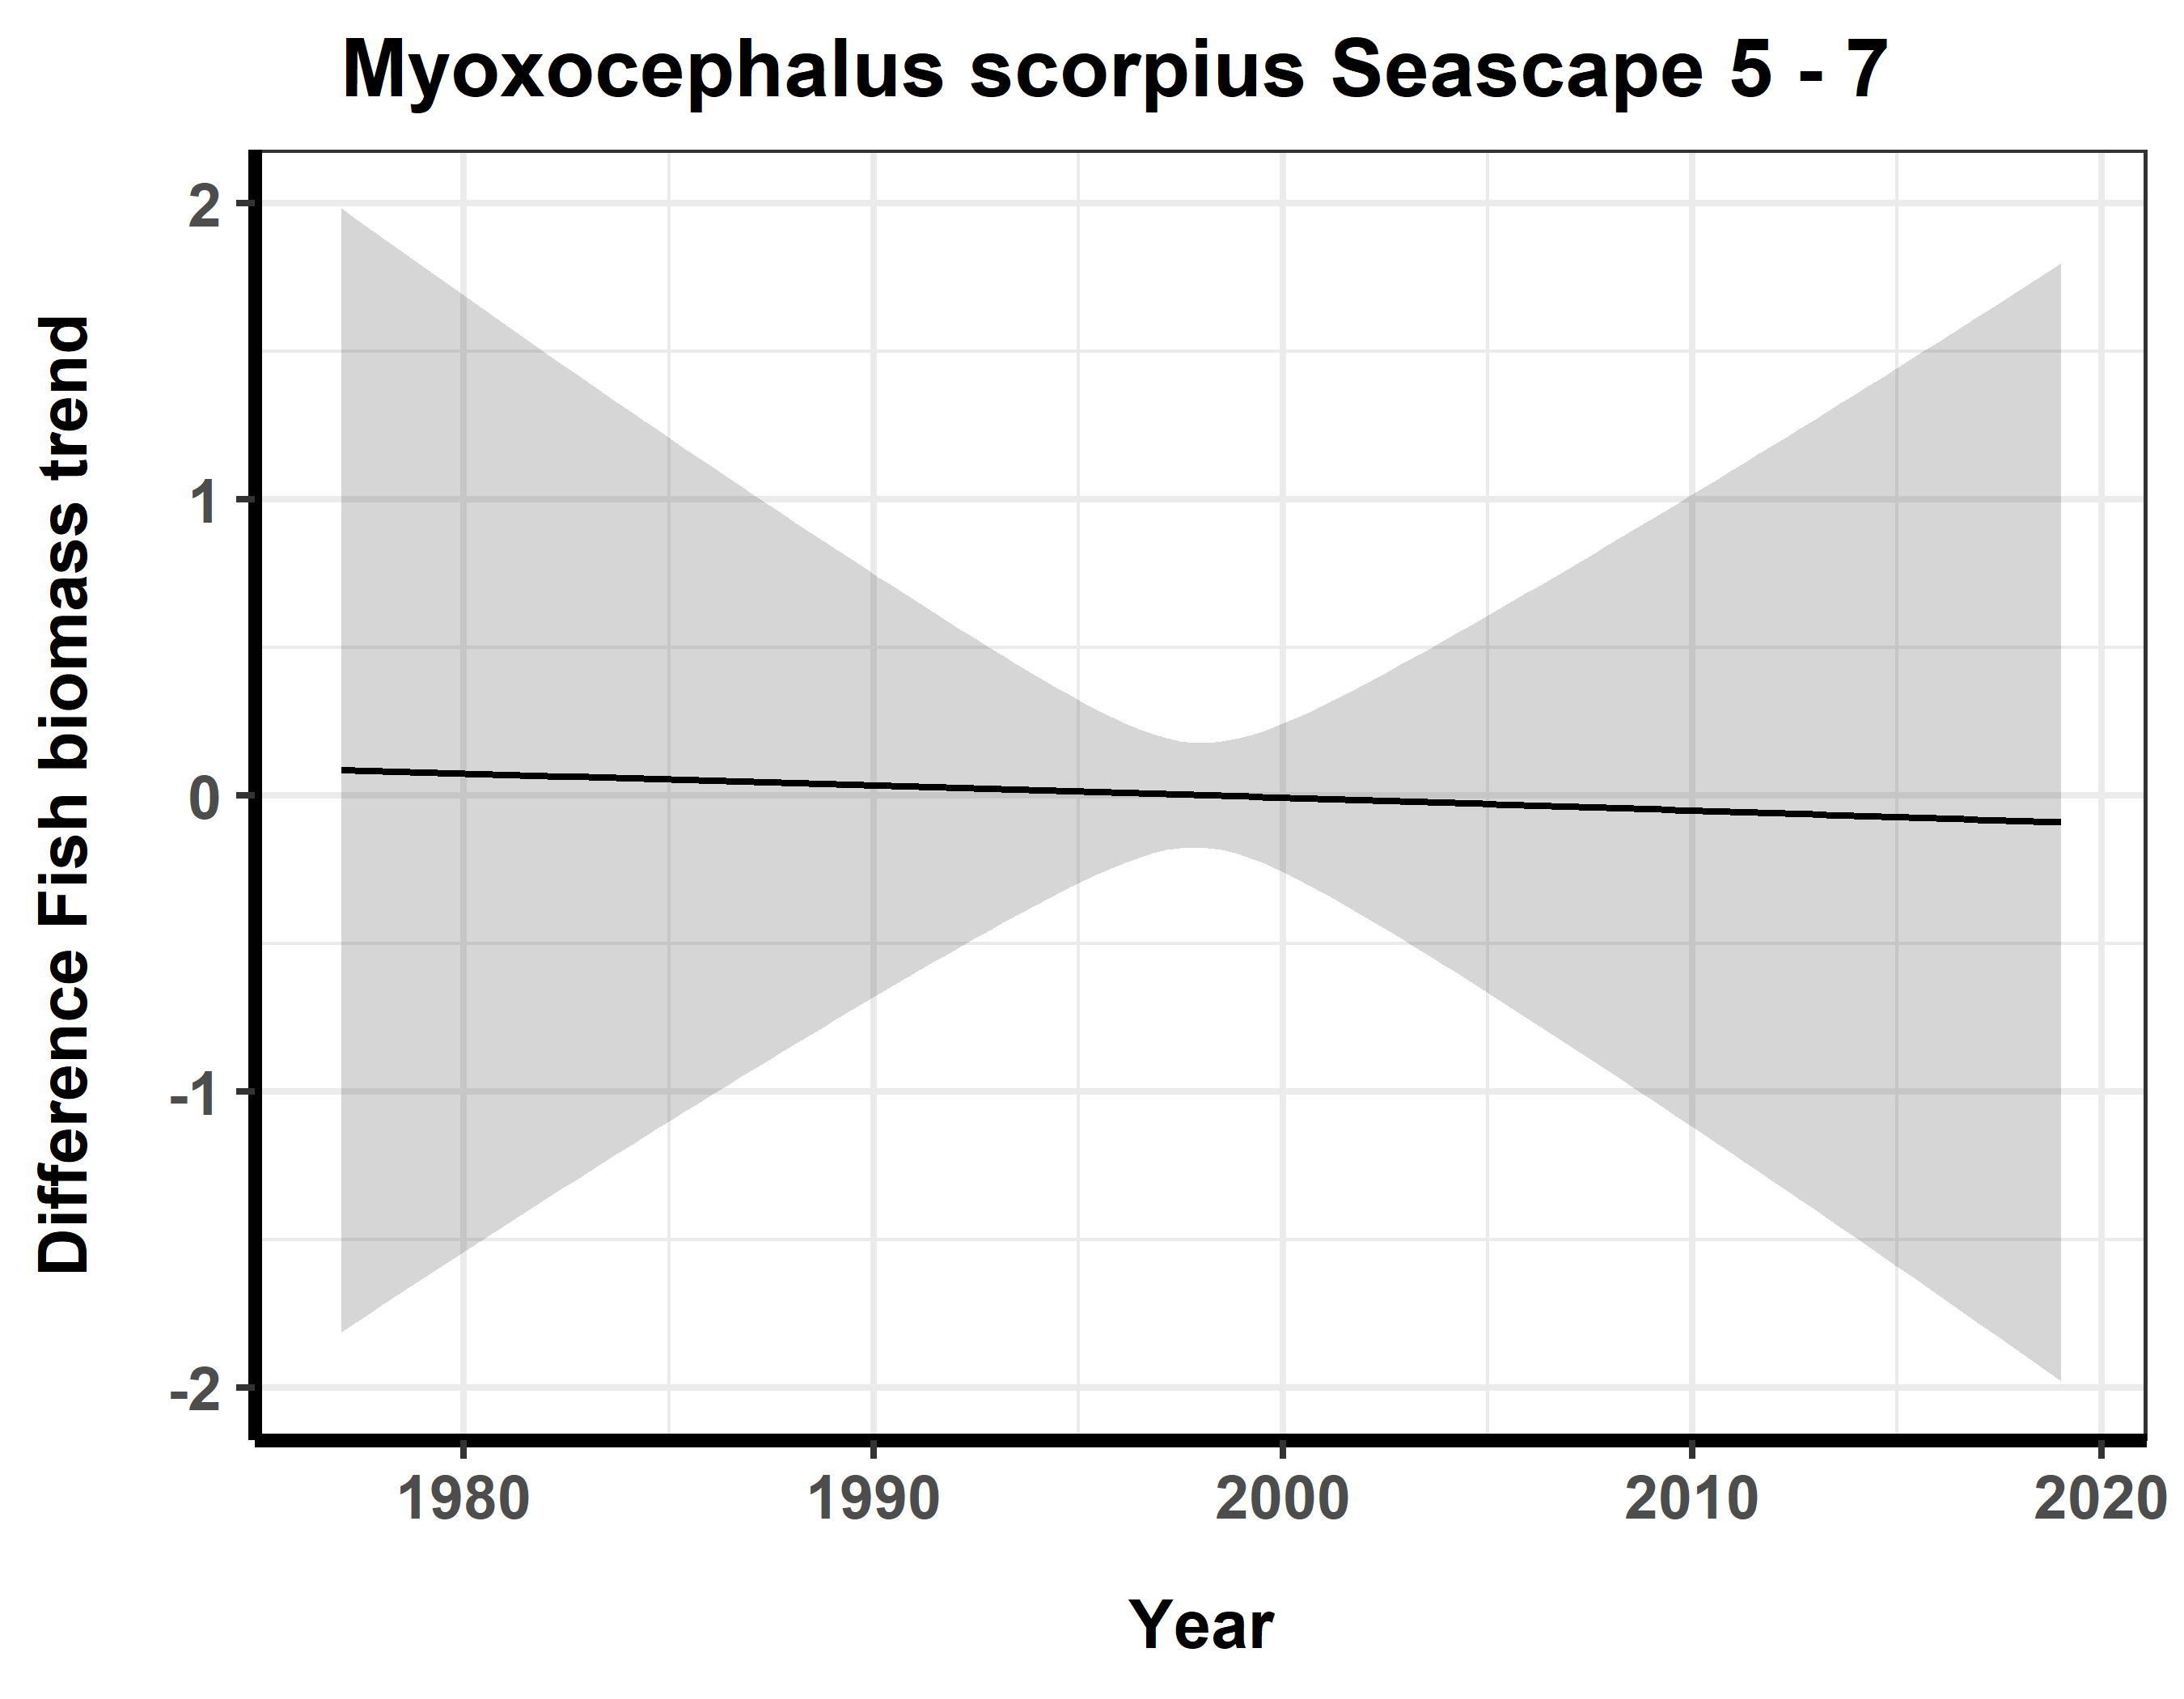 Myoxocephalus scorpius Seascape 5 - 7
Difference Fish biomass trend
2
1
0
-1
-2
1980 1990 2000 2010 2020
Year